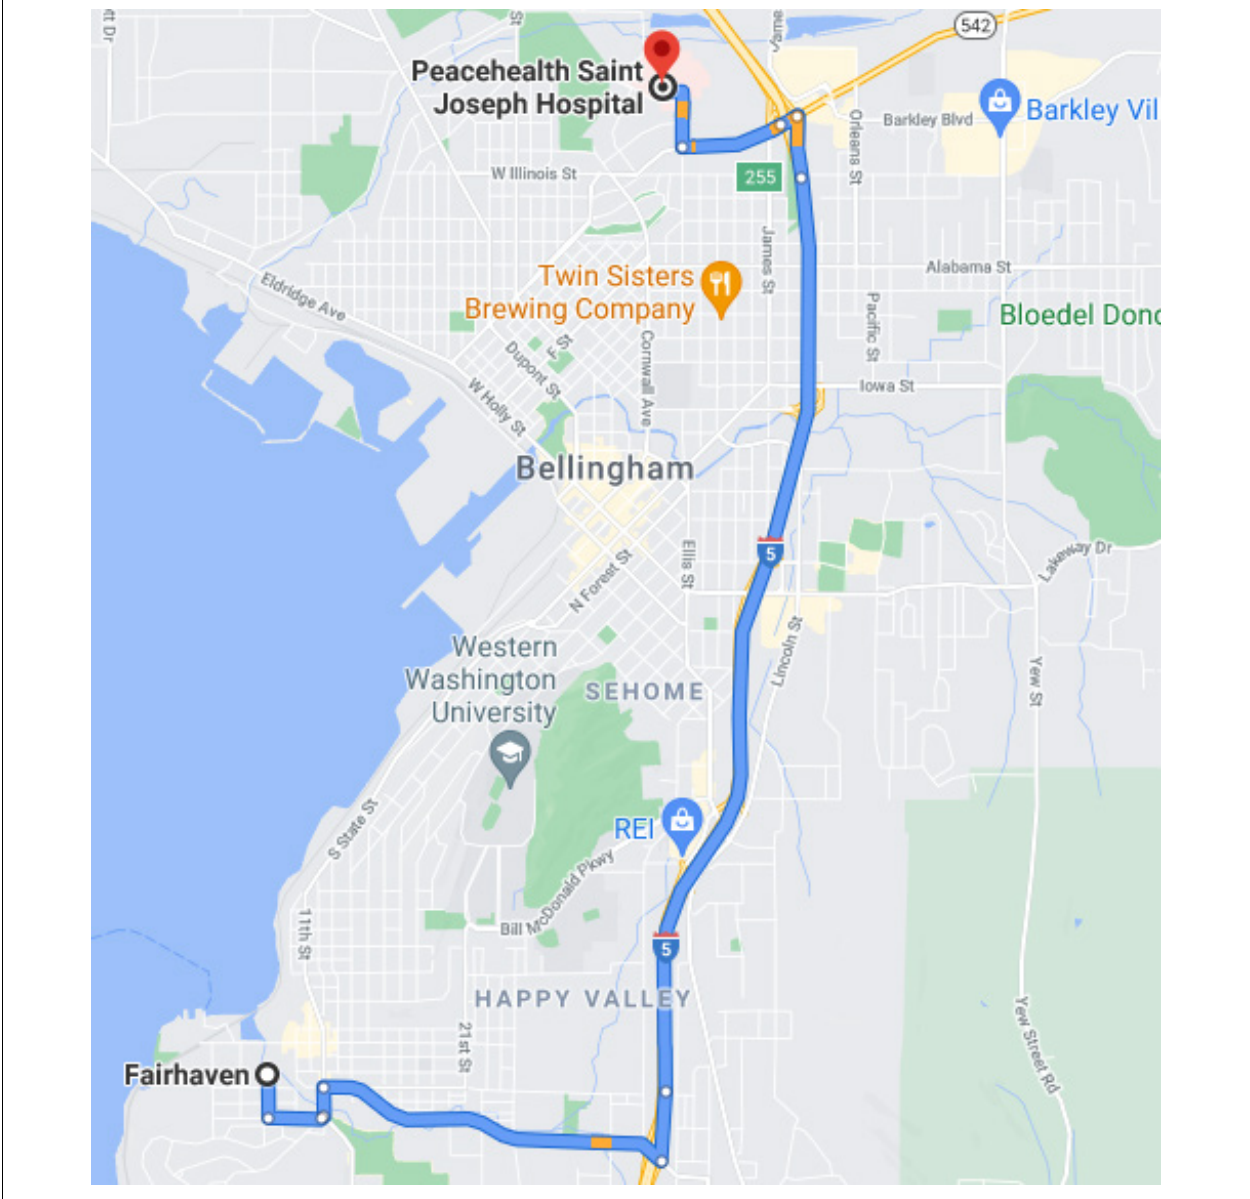 St
Jame
542
Peacehealth Saint
Joseph Hospital
Barkley Blvd
Barkley Vil
Orleans St
W Illinois St
255
James St
Alabama St
Twin Sisters
Brewing Company
Eldridge Ave
Pacific St
Bloedel Dono
F St
Dupont St
Cornwall Ave
W Holly St
Iowa St
Bellingham
5
Ellis St
Lakeway Dr
N Forest St
Lincoln St
Western
Washington
University
SEHOME
Yew St
REI
S State St
Bill McDonald Pkwy
11th St
5
HAPPY VALLEY
21st St
Yew Street Rd
Fairhaven